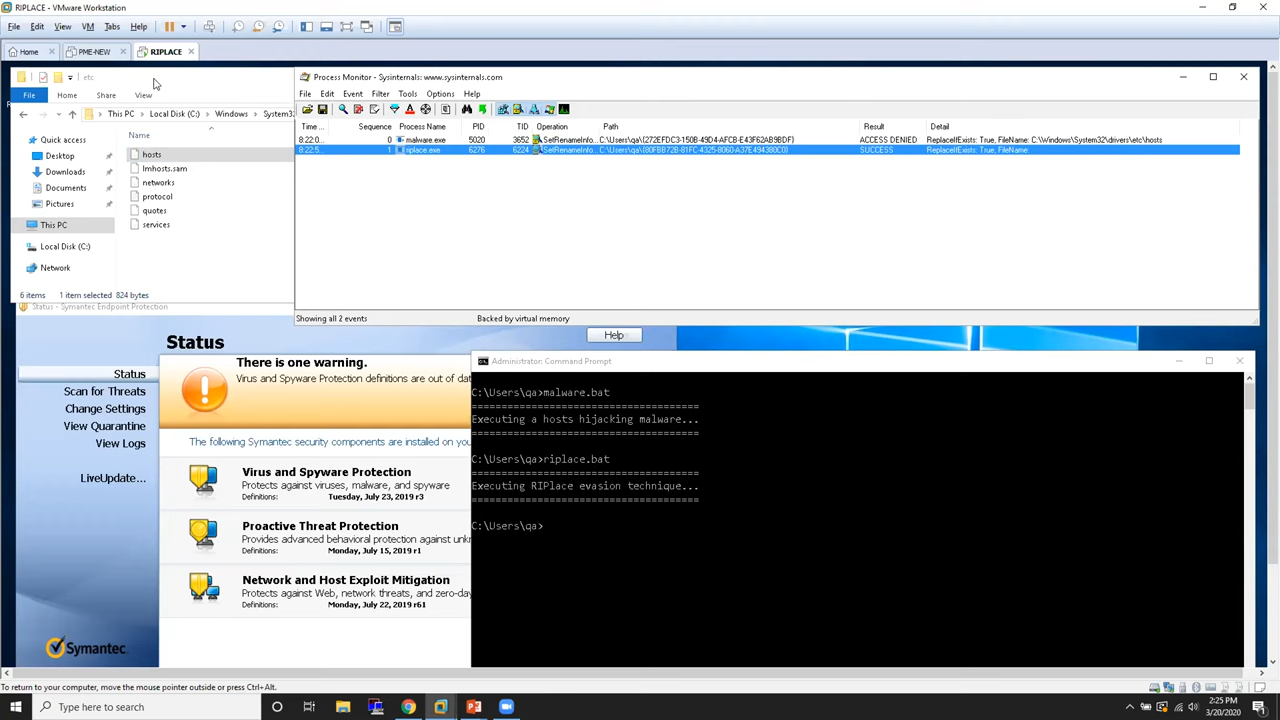 RIPLACE - VMware Workstation
File Edit View VM Tabs Help
Home PME-NEW RIPLACE
etc
File Home Share View
This PC Local Disk (C:) Windows System3
Name
Quick access
Desktop
Downloads
Documents
Pictures
This PC
Local Disk (C:)
Network
hosts
lmhosts.sam
networks
protocol
quotes
services
6 items 1 item selected 824 bytes
Process Monitor - Sysinternals: www.sysinternals.com
File Edit Event Filter Tools Options Help
Time ... Sequence Process Name PID TID Operation Path Result Detail
8:22:0... 0 malware.exe 5020 3652 SetRenameInfo... ACCESS DENIED ReplaceIfExists: True, FileName: C:\Windows\System32\drivers\etc\hosts
8:22:5... 1 riplace.exe 6276 6224 SetRenameInfo... SUCCESS ReplaceIfExists: True, FileName:
Showing all 2 events Backed by virtual memory
Status - Symantec Endpoint Protection
Status
Help
Status
Scan for Threats
Change Settings
View Quarantine
View Logs
LiveUpdate...
There is one warning.
Virus and Spyware Protection definitions are out of da
The following Symantec security components are installed on you
Virus and Spyware Protection
Protects against viruses, malware, and spyware
Definitions: Tuesday, July 23, 2019 r3
Proactive Threat Protection
Provides advanced behavioral protection against unk
Definitions: Monday, July 15, 2019 r1
Network and Host Exploit Mitigation
Protects against Web, network threats, and zero-day
Definitions: Monday, July 22, 2019 r61
Symantec
Administrator: Command Prompt
C:\Users\qa>malware.bat
=====================================
Executing a hosts hijacking malware...
=====================================
C:\Users\qa>riplace.bat
=====================================
Executing RIPlace evasion technique...
=====================================
C:\Users\qa>
To return to your computer, move the mouse pointer outside or press Ctrl+Alt.
Type here to search
2:25 PM
3/20/2020